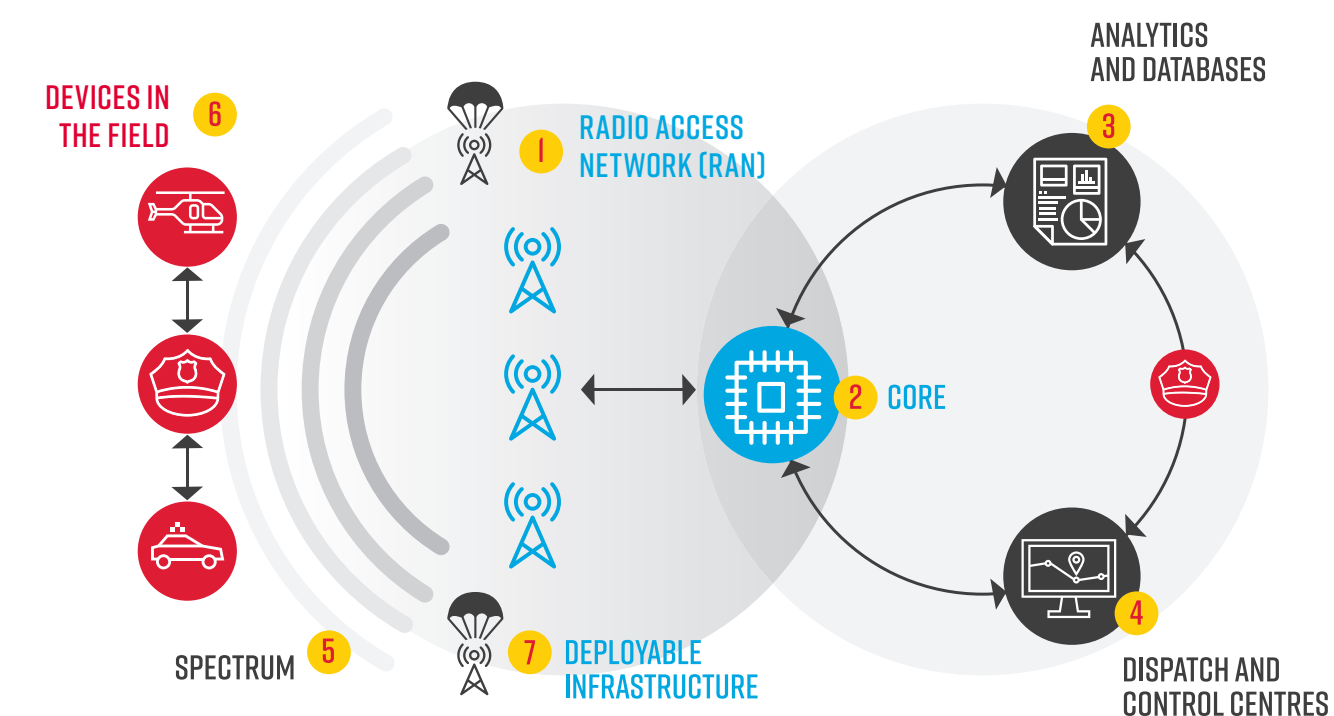 ANALYTICS
AND DATABASES
3
DEVICES IN
THE FIELD
6
1
RADIO ACCESS
NETWORK (RAN)
2
CORE
SPECTRUM
5
7
DEPLOYABLE
INFRASTRUCTURE
4
DISPATCH AND
CONTROL CENTRES